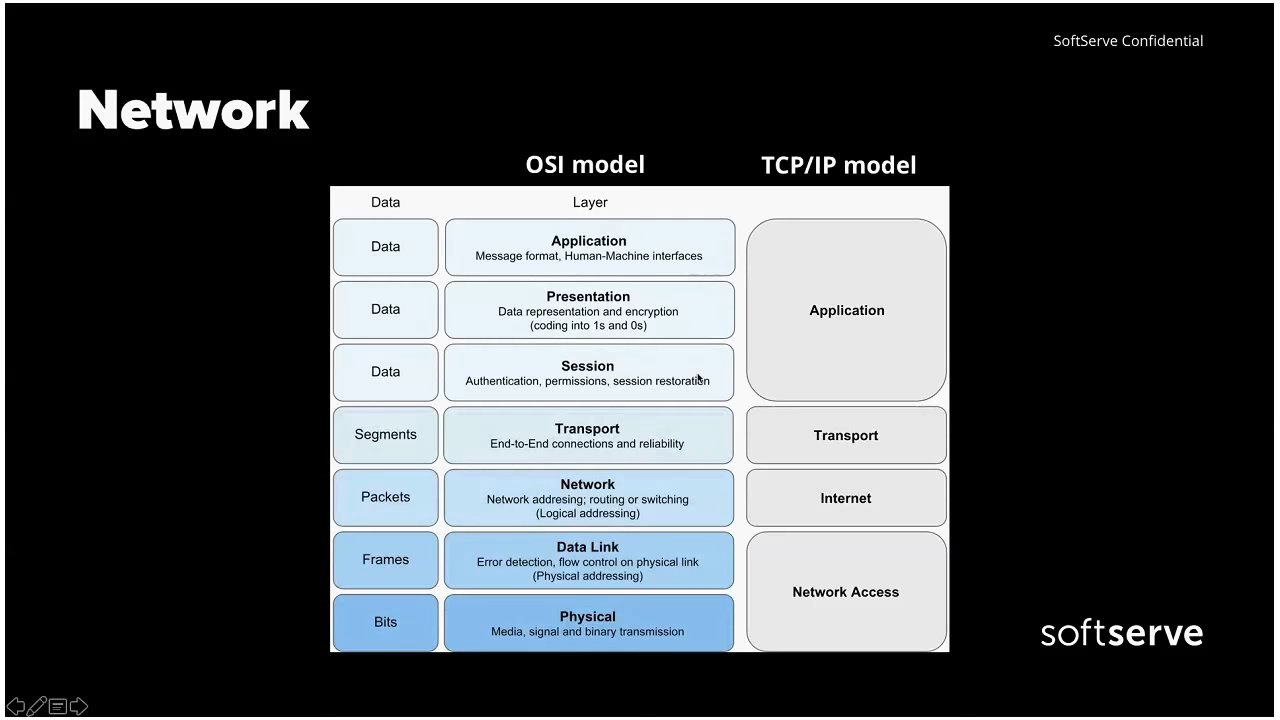 SoftServe Confidential
Network
OSI model
TCP/IP model
Data
Layer
Data
Application
Message format, Human-Machine interfaces
Data
Presentation
Data representation and encryption
(coding into 1s and 0s)
Application
Data
Session
Authentication, permissions, session restoration
Segments
Transport
End-to-End connections and reliability
Transport
Packets
Network
Network addresing; routing or switching
(Logical addressing)
Internet
Frames
Data Link
Error detection, flow control on physical link
(Physical addressing)
Network Access
Bits
Physical
Media, signal and binary transmission
softserve